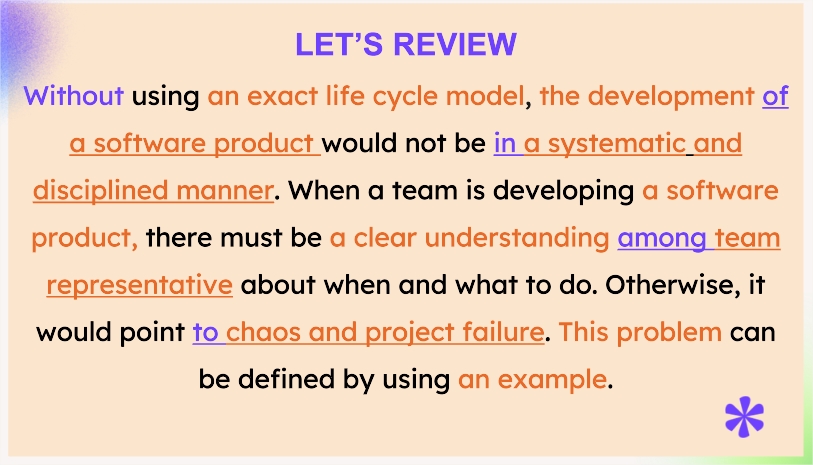 LET’S REVIEW
Without using an exact life cycle model, the development of
a software product would not be in a systematic and
disciplined manner. When a team is developing a software
product, there must be a clear understanding among team
representative about when and what to do. Otherwise, it
would point to chaos and project failure. This problem can
be defined by using an example.